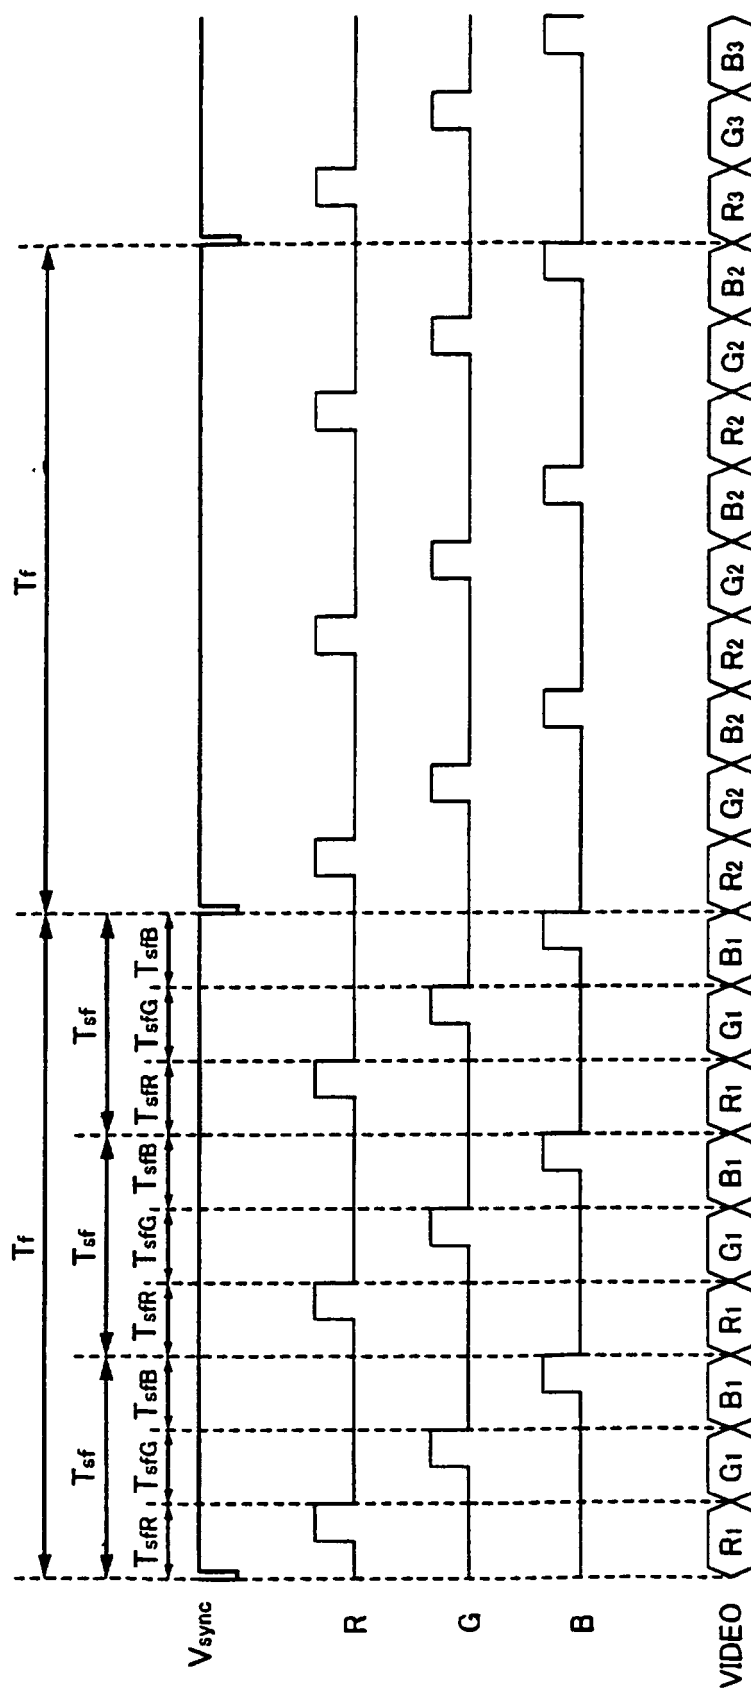 Tf Tf
Tsf Tsf Tsf
TsfR TsfG TsfB TsfR TsfG TsfB TsfR TsfG TsfB
Vsync
R
G
B
VIDEO R1 G1 B1 R1 G1 B1 R1 G1 B1 R2 G2 B2 R2 G2 B2 R2 G2 B2 R3 G3 B3